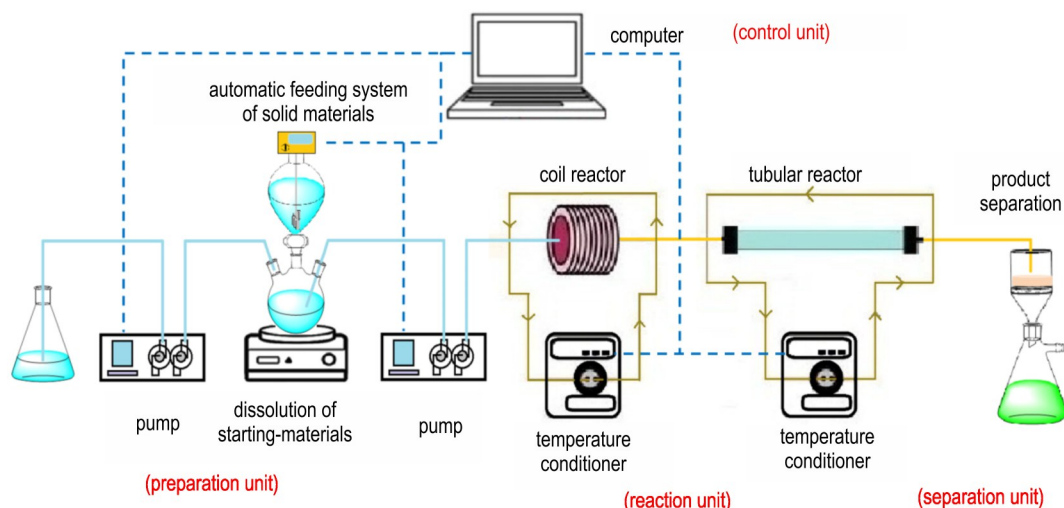 computer
(control unit)
automatic feeding system
of solid materials
coil reactor
tubular reactor
product
separation
pump
dissolution of
starting-materials
pump
temperature
conditioner
temperature
conditioner
(preparation unit)
(reaction unit)
(separation unit)